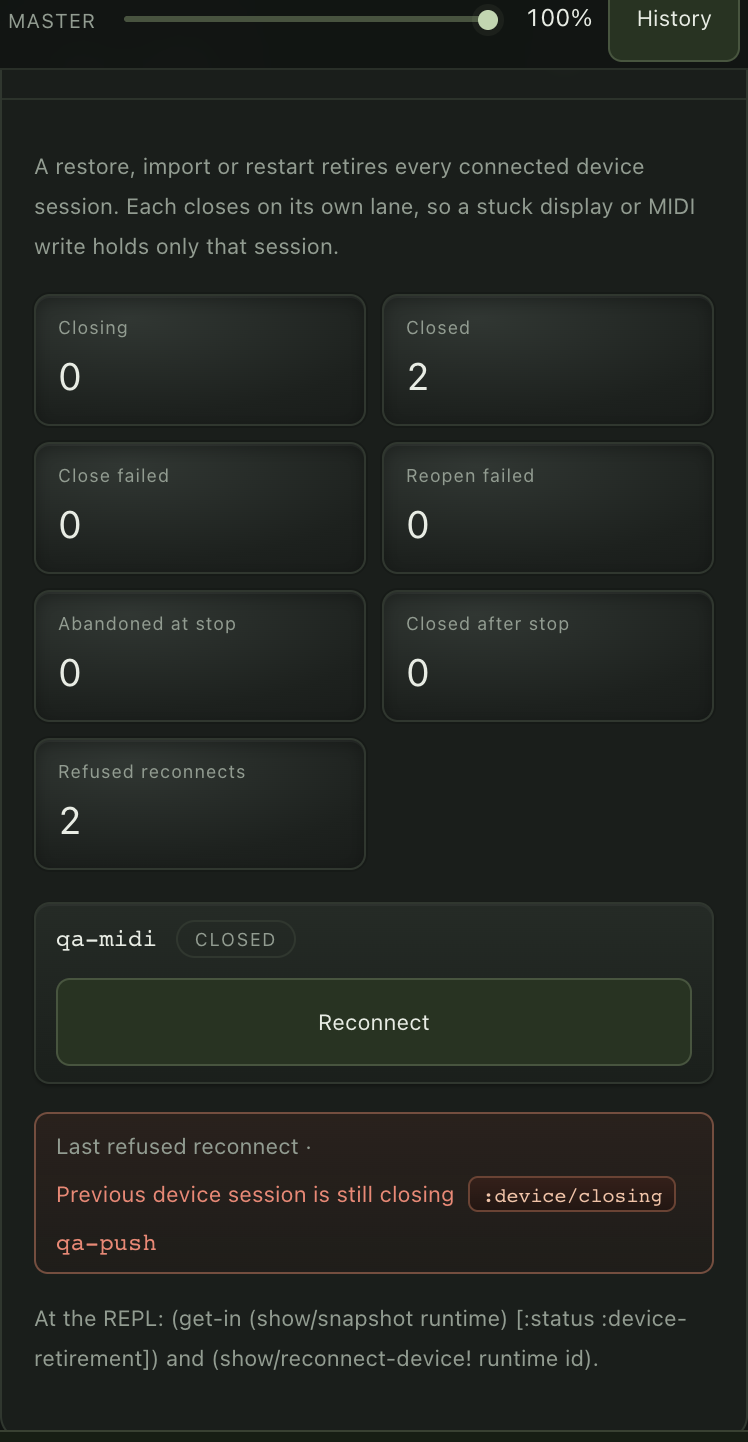 MASTER 100% History
A restore, import or restart retires every connected device
session. Each closes on its own lane, so a stuck display or MIDI
write holds only that session.
Closing
0
Closed
2
Close failed
0
Reopen failed
0
Abandoned at stop
0
Closed after stop
0
Refused reconnects
2
qa-midi CLOSED
Reconnect
Last refused reconnect ·
Previous device session is still closing :device/closing
qa-push
At the REPL: (get-in (show/snapshot runtime) [:status :device-
retirement]) and (show/reconnect-device! runtime id).